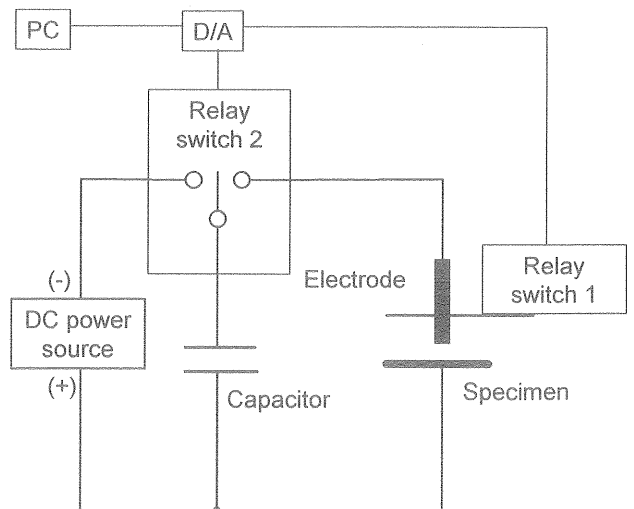 PC
D/A
Relay
switch 2
(-)
DC power
source
(+)
Capacitor
Electrode
Relay
switch 1
Specimen